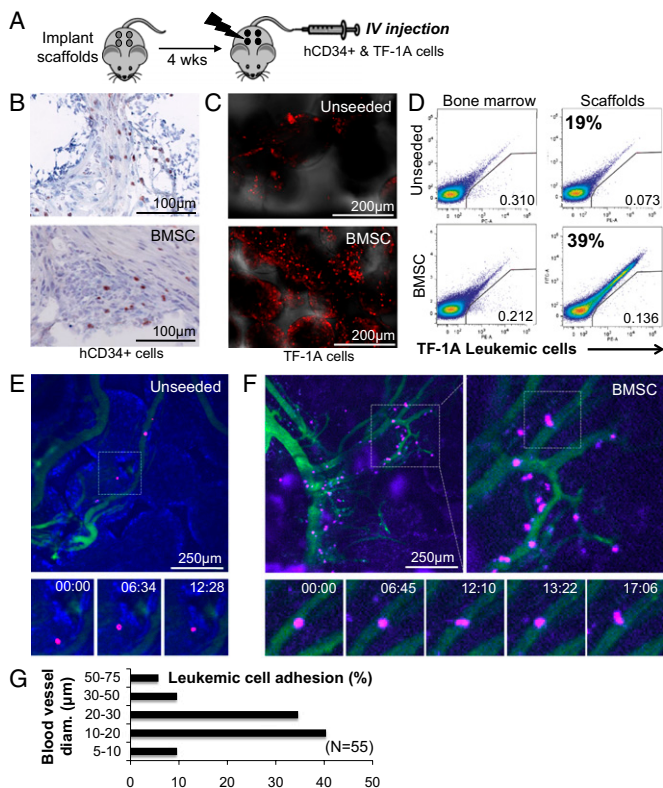 A
Implant
scaffolds
4 wks
IV injection
hCD34+ & TF-1A cells
B
100µm
BMSC
100µm
hCD34+ cells
C
Unseeded
200µm
BMSC
200µm
TF-1A cells
D
Bone marrow
Scaffolds
Unseeded
0.310
19%
0.073
BMSC
0.212
39%
0.136
TF-1A Leukemic cells
E
Unseeded
250µm
00:00
06:34
12:28
F
BMSC
250µm
00:00
06:45
12:10
13:22
17:06
G
Leukemic cell adhesion (%)
Blood vessel
diam. (µm)
50-75
30-50
20-30
10-20
5-10
(N=55)
0 10 20 30 40 50